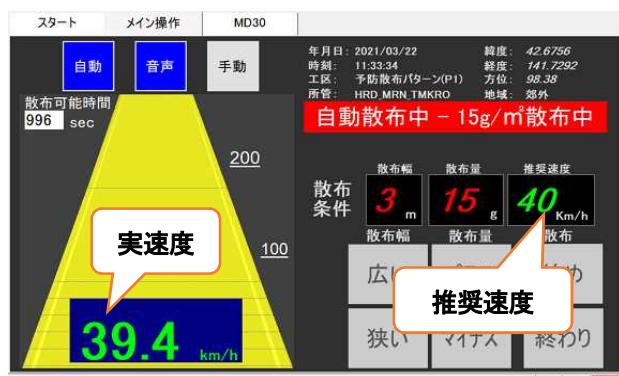 スタート メイン操作 MD30
自動 音声 手動
年月日: 2021/03/22 緯度: 42.6756
時刻: 11:33:34 経度: 141.7292
工区: 予防散布パターン(P1) 方位: 98.38
所管: HRD_MRN_TMKRO 地域: 郊外
散布可能時間
996 sec
自動散布中 - 15g/㎡散布中
200
散布幅 散布量 推奨速度
散布条件 3 m 15 g 40 Km/h
散布幅 散布量 散布
実速度
100
広い
推奨速度
39.4 km/h
狭い マイナス 終わり